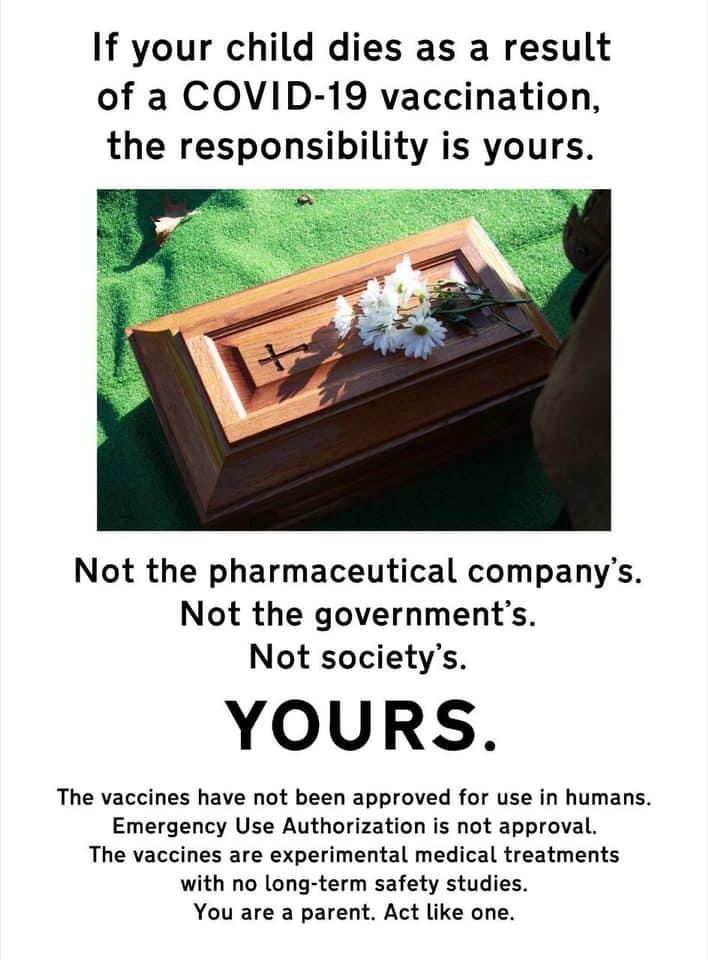 If your child dies as a result
of a COVID-19 vaccination,
the responsibility is yours.
Not the pharmaceutical company's.
Not the government's.
Not society's.
YOURS.
The vaccines have not been approved for use in humans.
Emergency Use Authorization is not approval.
The vaccines are experimental medical treatments
with no long-term safety studies.
You are a parent. Act like one.